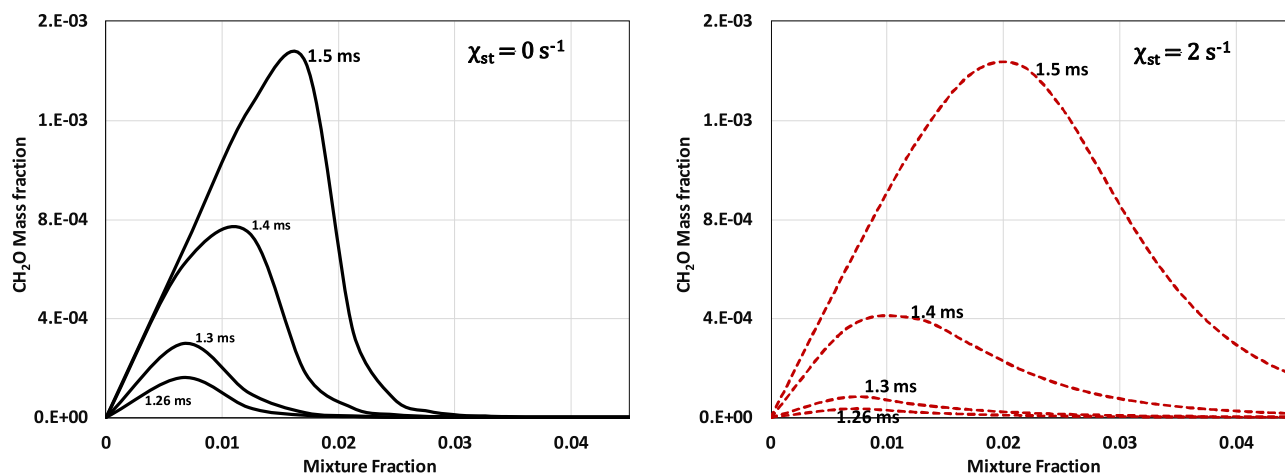 2.E-03
1.E-03
8.E-04
4.E-04
0.E+00
CH₂O Mass fraction
χst = 0 s⁻¹
1.5 ms
1.4 ms
1.3 ms
1.26 ms
0
0.01
0.02
0.03
0.04
Mixture Fraction
2.E-03
1.E-03
8.E-04
4.E-04
0.E+00
CH₂O Mass fraction
χst = 2 s⁻¹
1.5 ms
1.4 ms
1.3 ms
1.26 ms
0
0.01
0.02
0.03
0.04
Mixture Fraction